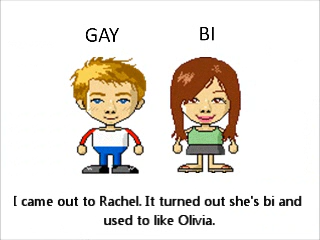 GAY BI
I came out to Rachel. It turned out she's bi and
used to like Olivia.